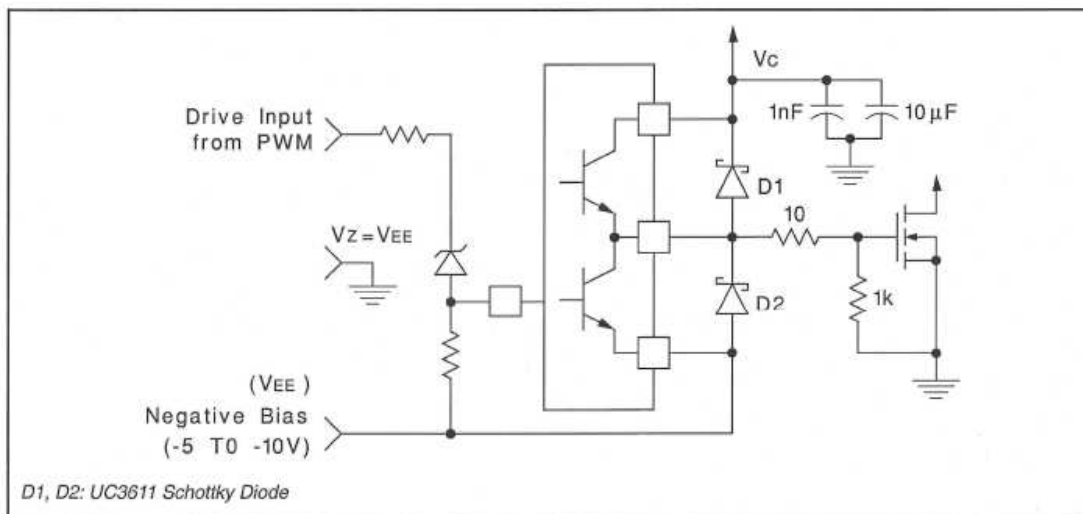 Vc
Drive Input
from PWM
1nF
10µF
D1
VZ=VEE
10
D2
1k
(VEE )
Negative Bias
(-5 T0 -10V)
D1, D2: UC3611 Schottky Diode